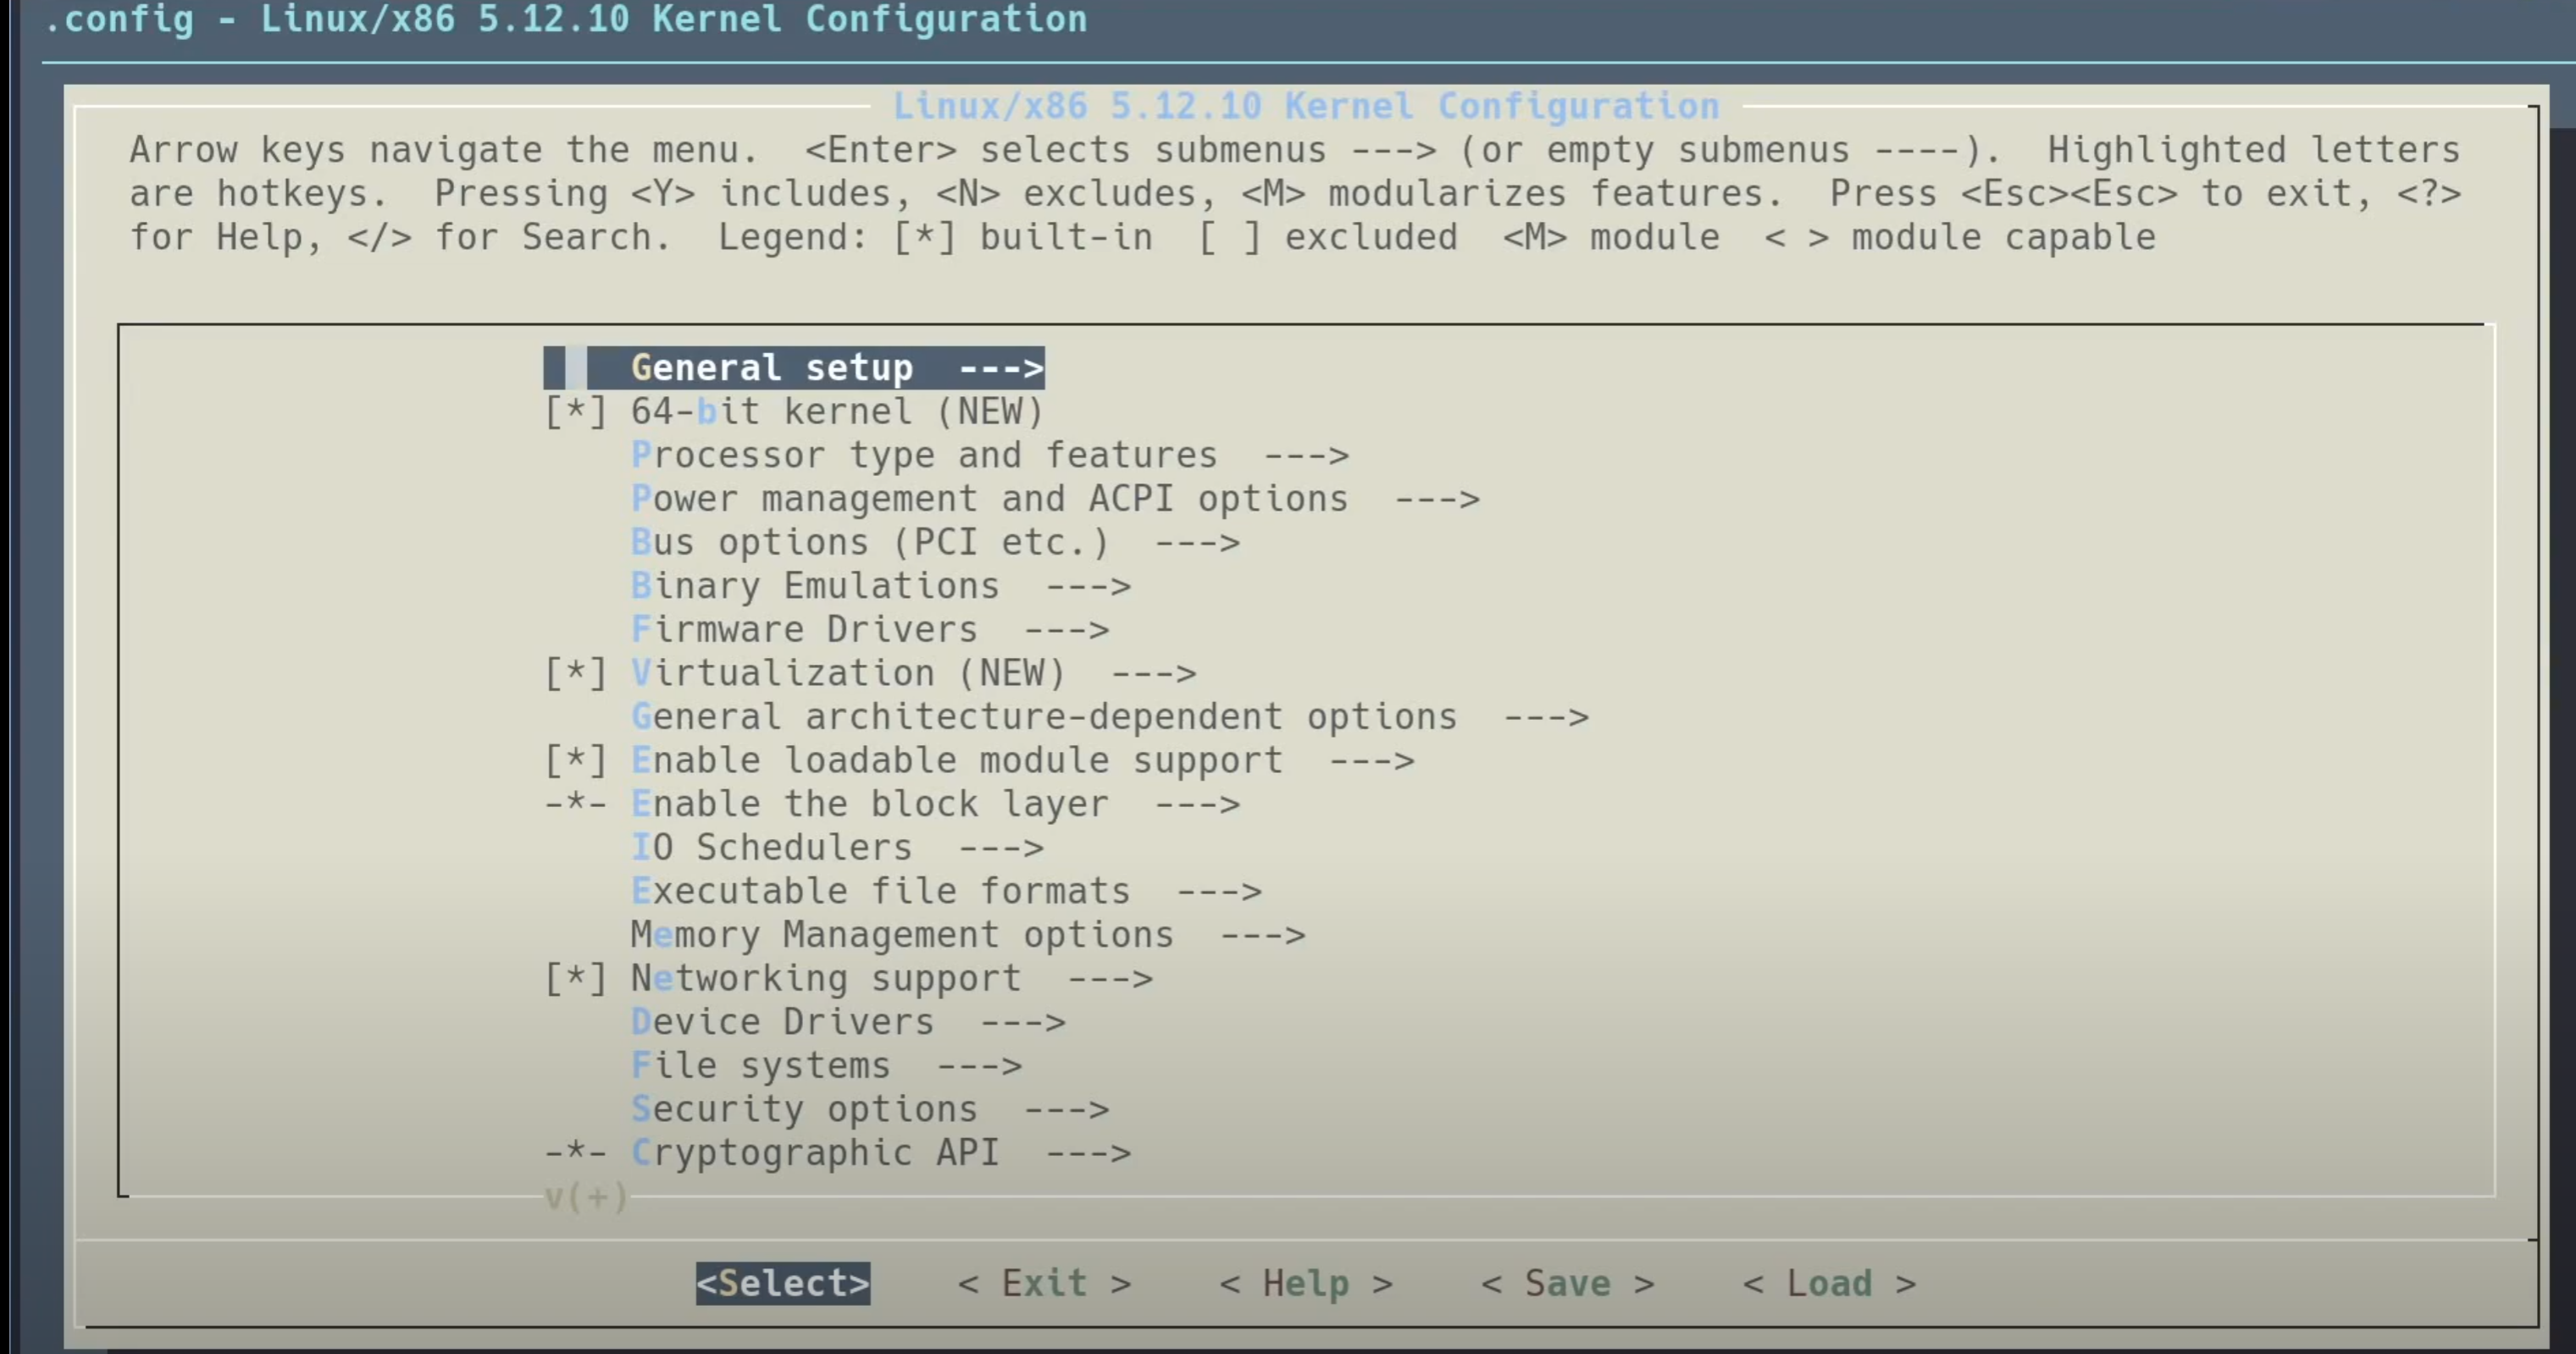 .config - Linux/x86 5.12.10 Kernel Configuration
Linux/x86 5.12.10 Kernel Configuration
Arrow keys navigate the menu.  <Enter> selects submenus ---> (or empty submenus ----).  Highlighted letters
are hotkeys.  Pressing <Y> includes, <N> excludes, <M> modularizes features.  Press <Esc><Esc> to exit, <?>
for Help, </> for Search.  Legend: [*] built-in  [ ] excluded  <M> module  < > module capable
General setup  --->
[*] 64-bit kernel (NEW)
Processor type and features  --->
Power management and ACPI options  --->
Bus options (PCI etc.)  --->
Binary Emulations  --->
Firmware Drivers  --->
[*] Virtualization (NEW)  --->
General architecture-dependent options  --->
[*] Enable loadable module support  --->
-*- Enable the block layer  --->
IO Schedulers  --->
Executable file formats  --->
Memory Management options  --->
[*] Networking support  --->
Device Drivers  --->
File systems  --->
Security options  --->
-*- Cryptographic API  --->
v(+)
<Select>    < Exit >    < Help >    < Save >    < Load >